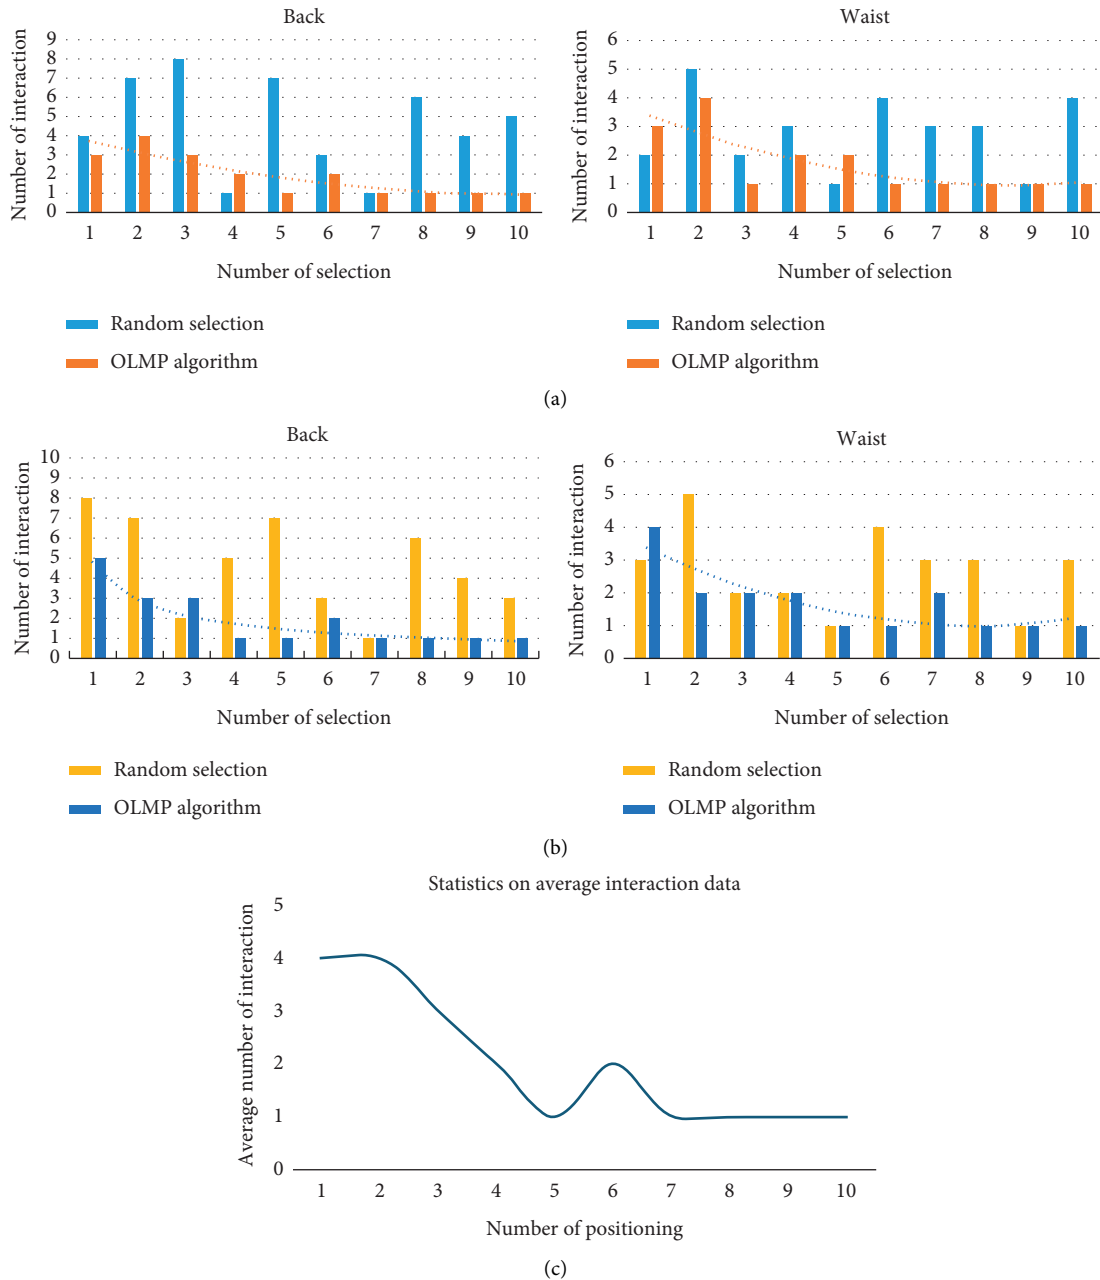 Back
Number of interaction
9
8
7
6
5
4
3
2
1
0
1 2 3 4 5 6 7 8 9 10
Number of selection
Random selection
OLMP algorithm
Waist
Number of interaction
6
5
4
3
2
1
0
1 2 3 4 5 6 7 8 9 10
Number of selection
Random selection
OLMP algorithm
(a)
Back
Number of interaction
10
9
8
7
6
5
4
3
2
1
0
1 2 3 4 5 6 7 8 9 10
Number of selection
Random selection
OLMP algorithm
Waist
Number of interaction
6
5
4
3
2
1
0
1 2 3 4 5 6 7 8 9 10
Number of selection
Random selection
OLMP algorithm
(b)
Statistics on average interaction data
Average number of interaction
5
4
3
2
1
0
1 2 3 4 5 6 7 8 9 10
Number of positioning
(c)